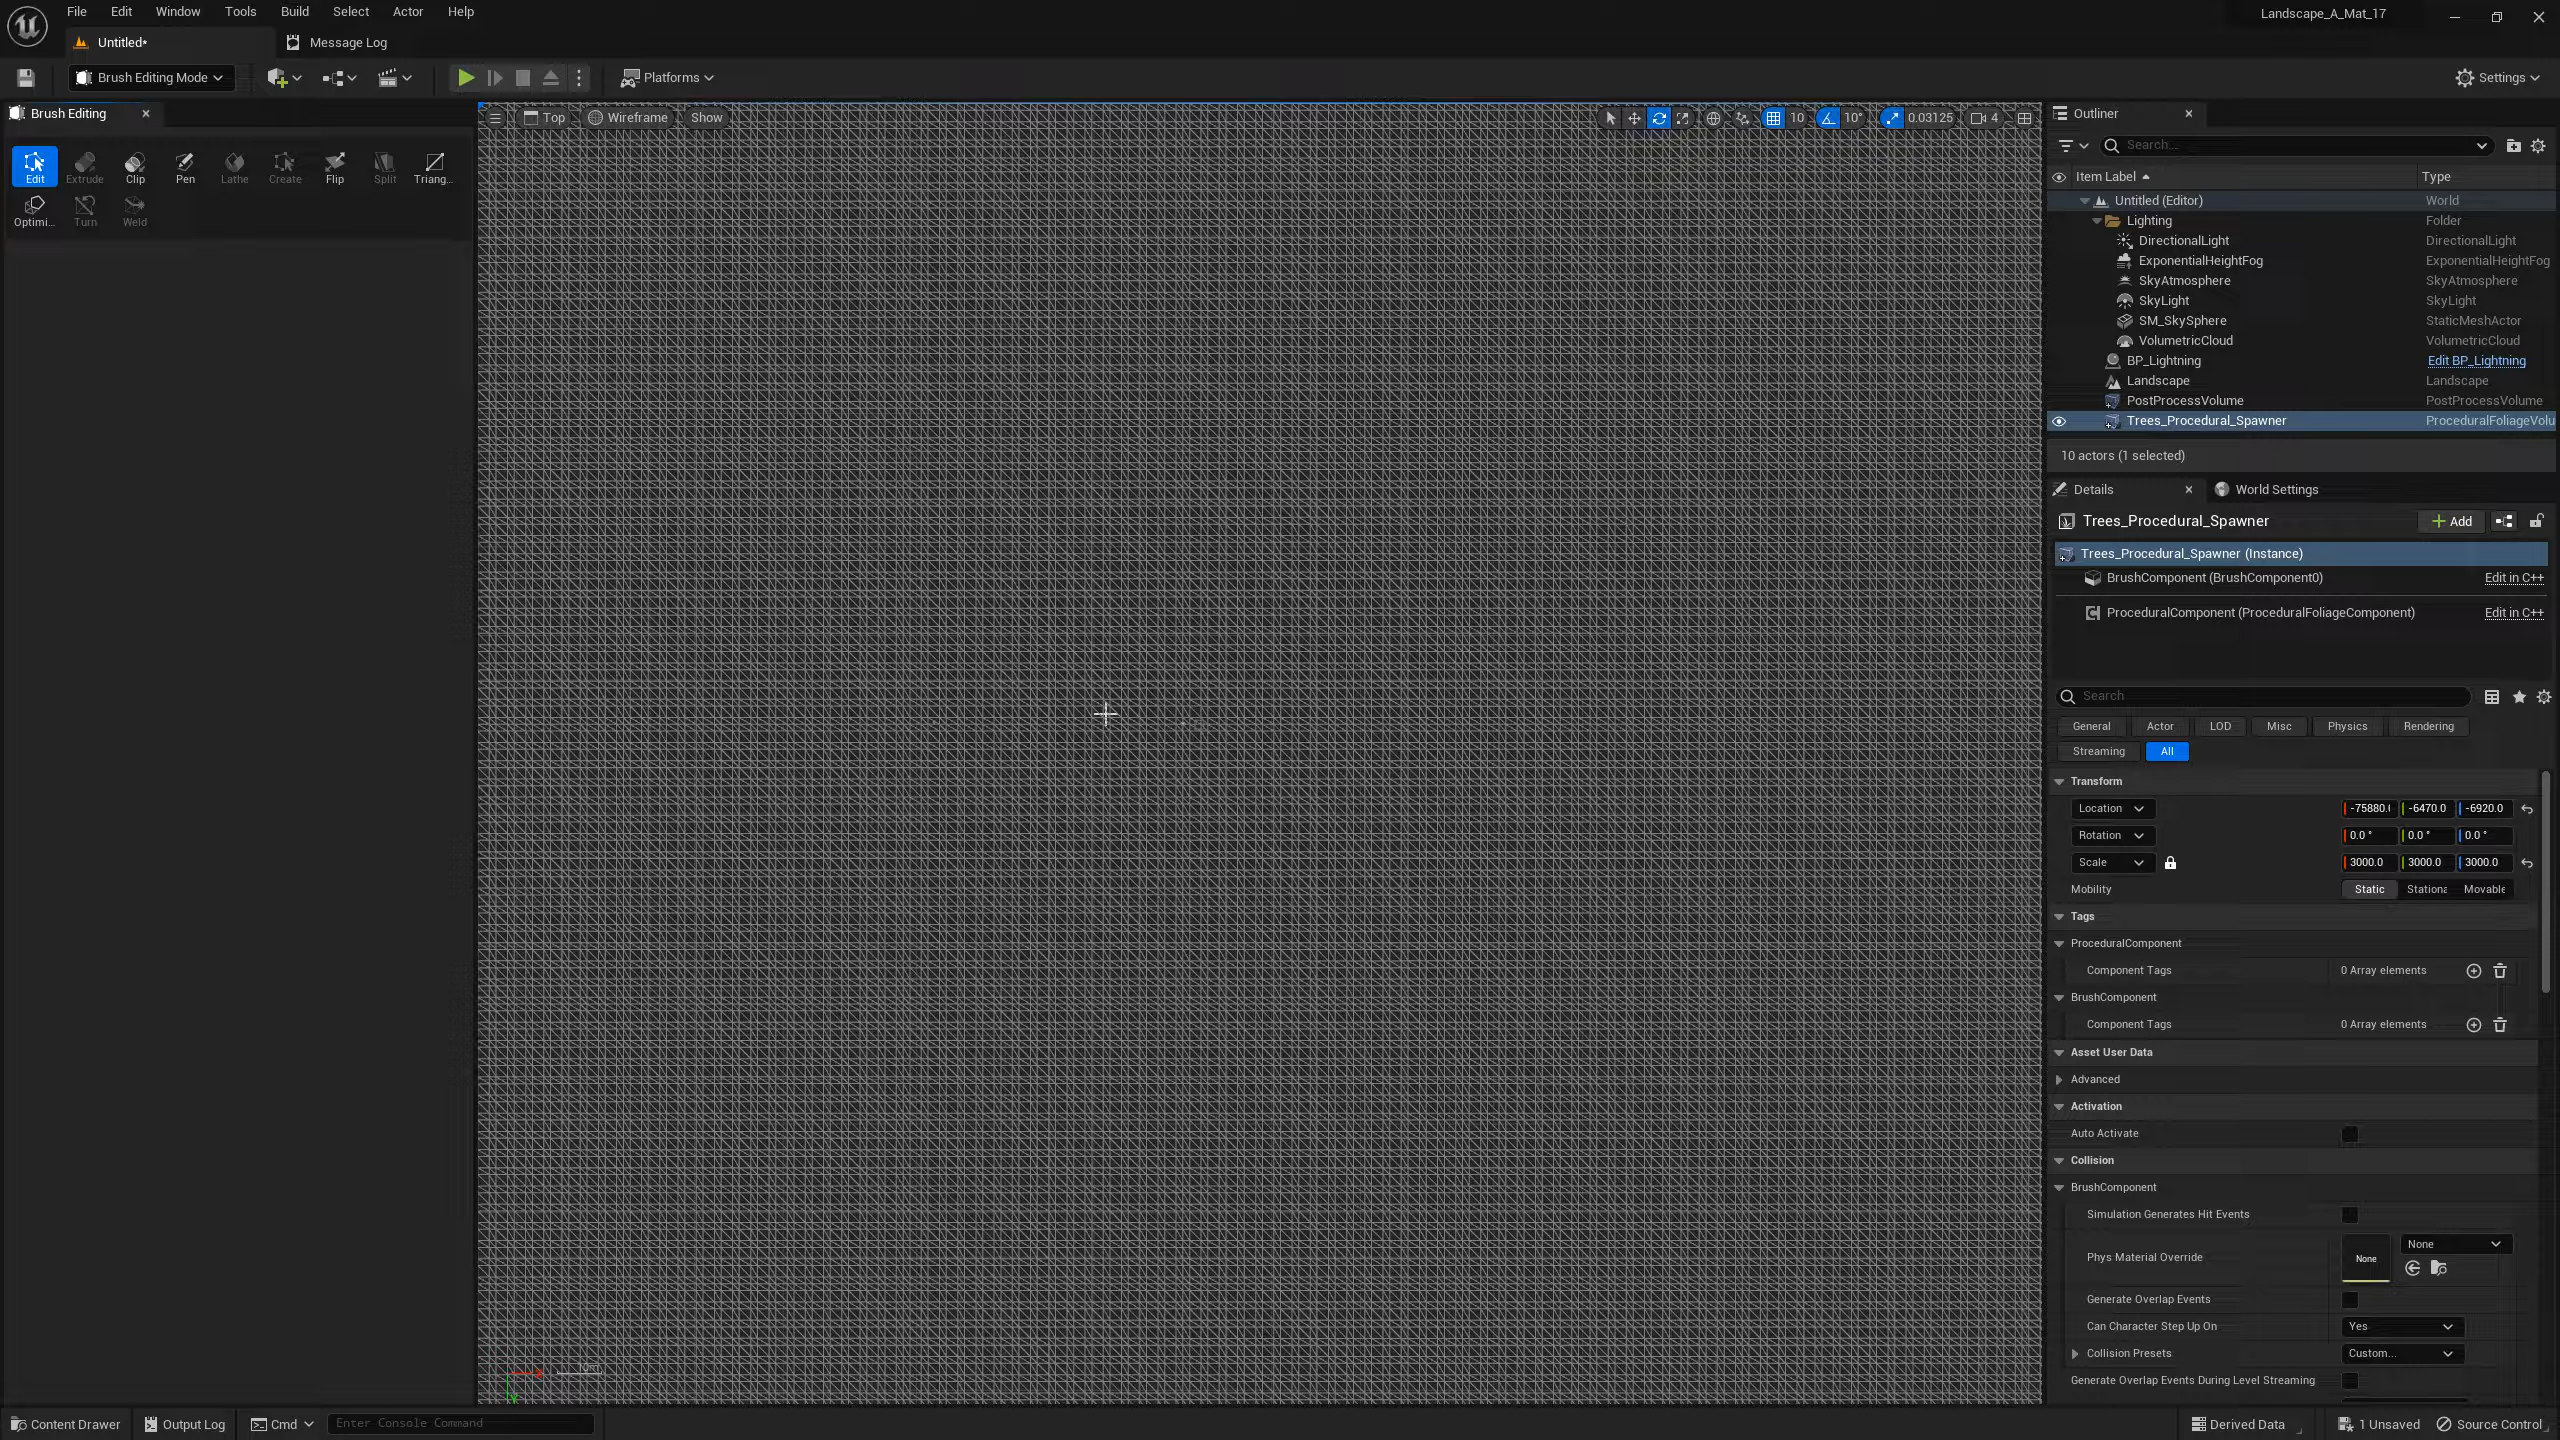 File Edit Window Tools Build Select Actor Help
Landscape_A_Mat_17
Untitled*
Message Log
Brush Editing Mode
Platforms
Settings
Brush Editing
Edit Extrude Clip Pen Lathe Create Flip Split Triang...
Optimi... Turn Weld
Top Wireframe Show
10 10° 0.03125 4
10m
X
Y
Outliner
Search...
Item Label Type
Untitled (Editor) World
Lighting Folder
DirectionalLight DirectionalLight
ExponentialHeightFog ExponentialHeightFog
SkyAtmosphere SkyAtmosphere
SkyLight SkyLight
SM_SkySphere StaticMeshActor
VolumetricCloud VolumetricCloud
BP_Lightning Edit BP_Lightning
Landscape Landscape
PostProcessVolume PostProcessVolume
Trees_Procedural_Spawner ProceduralFoliageVolu
10 actors (1 selected)
Details World Settings
Trees_Procedural_Spawner Add
Trees_Procedural_Spawner (Instance)
BrushComponent (BrushComponent0) Edit in C++
ProceduralComponent (ProceduralFoliageComponent) Edit in C++
Search
General Actor LOD Misc Physics Rendering
Streaming All
Transform
Location -75880.( -6470.0 -6920.0
Rotation 0.0 ° 0.0 ° 0.0 °
Scale 3000.0 3000.0 3000.0
Mobility Static Stationa Movable
Tags
ProceduralComponent
Component Tags 0 Array elements
BrushComponent
Component Tags 0 Array elements
Asset User Data
Advanced
Activation
Auto Activate
Collision
BrushComponent
Simulation Generates Hit Events
Phys Material Override None None
Generate Overlap Events
Can Character Step Up On Yes
Collision Presets Custom...
Generate Overlap Events During Level Streaming
Content Drawer Output Log Cmd Enter Console Command
Derived Data 1 Unsaved Source Control